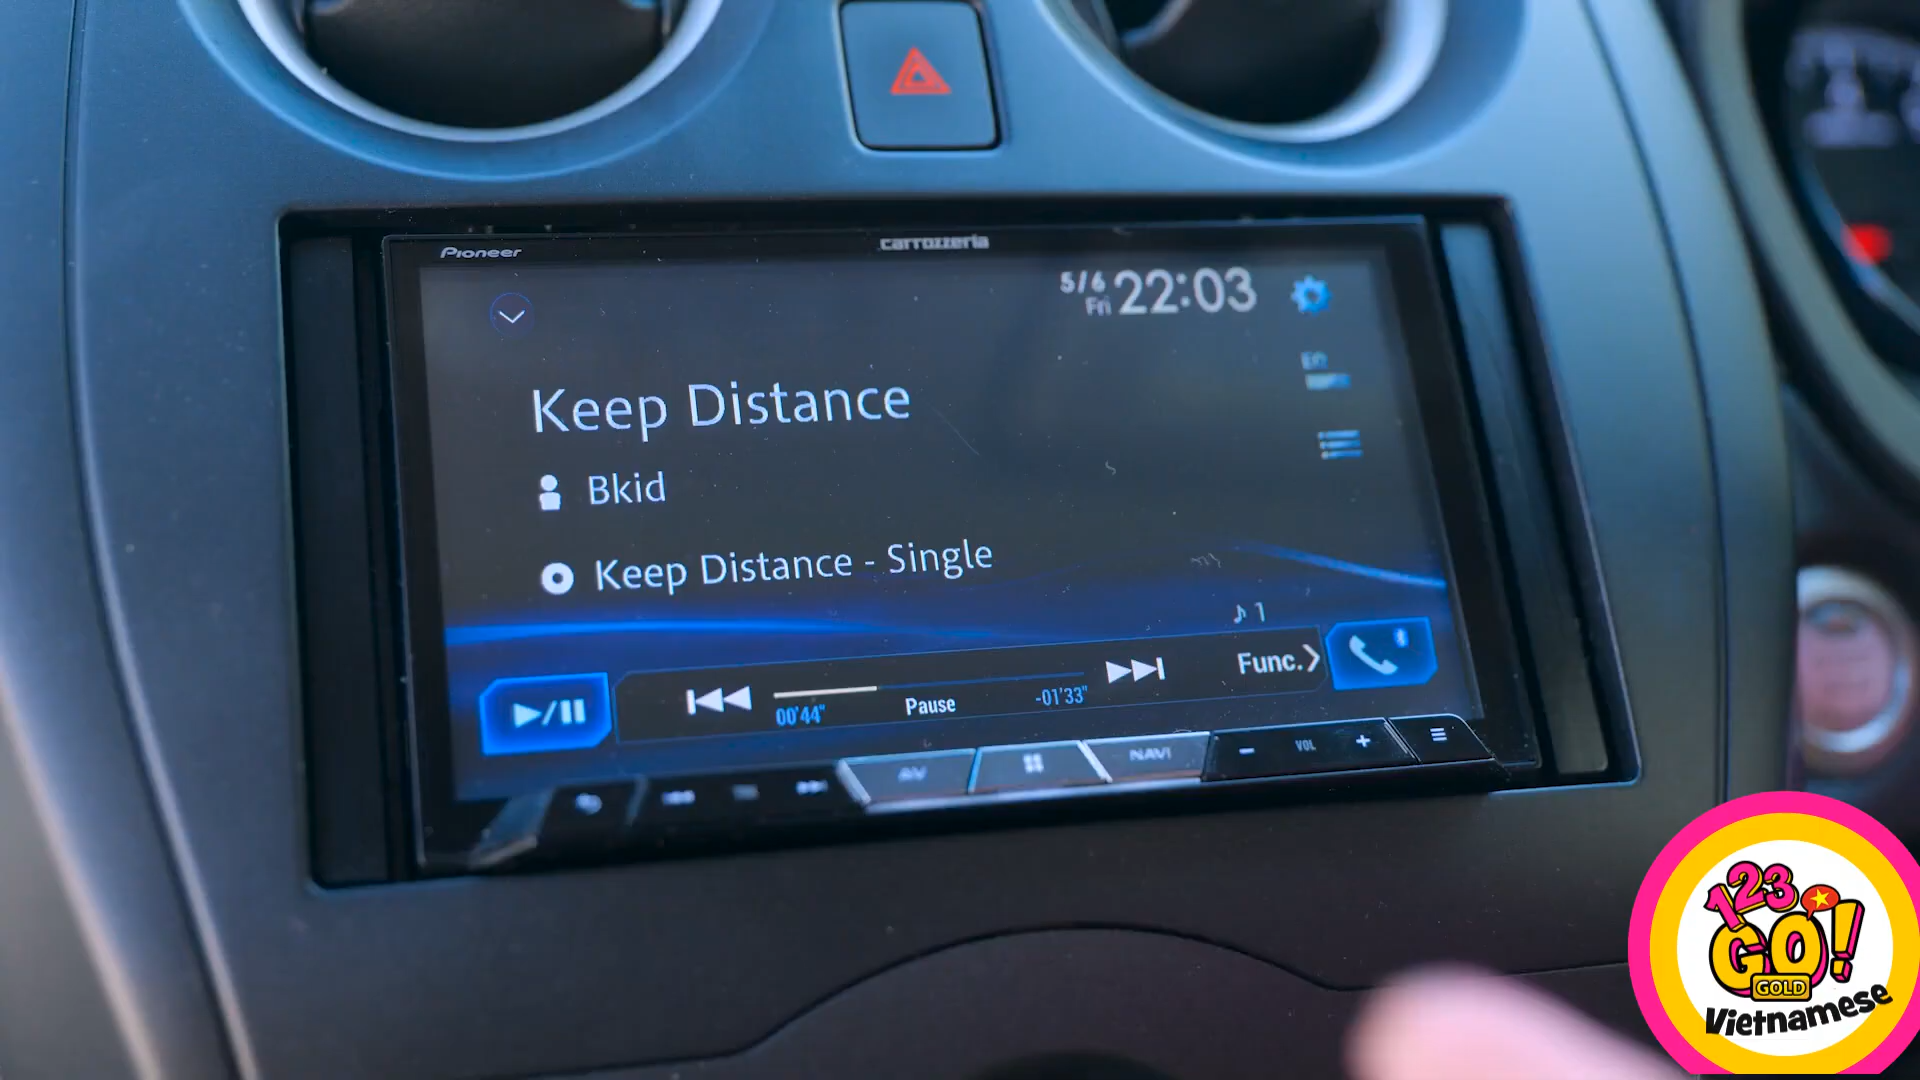 Pioneer
carrozzeria
5/6
Fri
22:03
Keep Distance
Bkid
Keep Distance - Single
♪ 1
00'44"
Pause
-01'33"
Func.
AV
NAVI
VOL
123
GO!
GOLD
Vietnamese